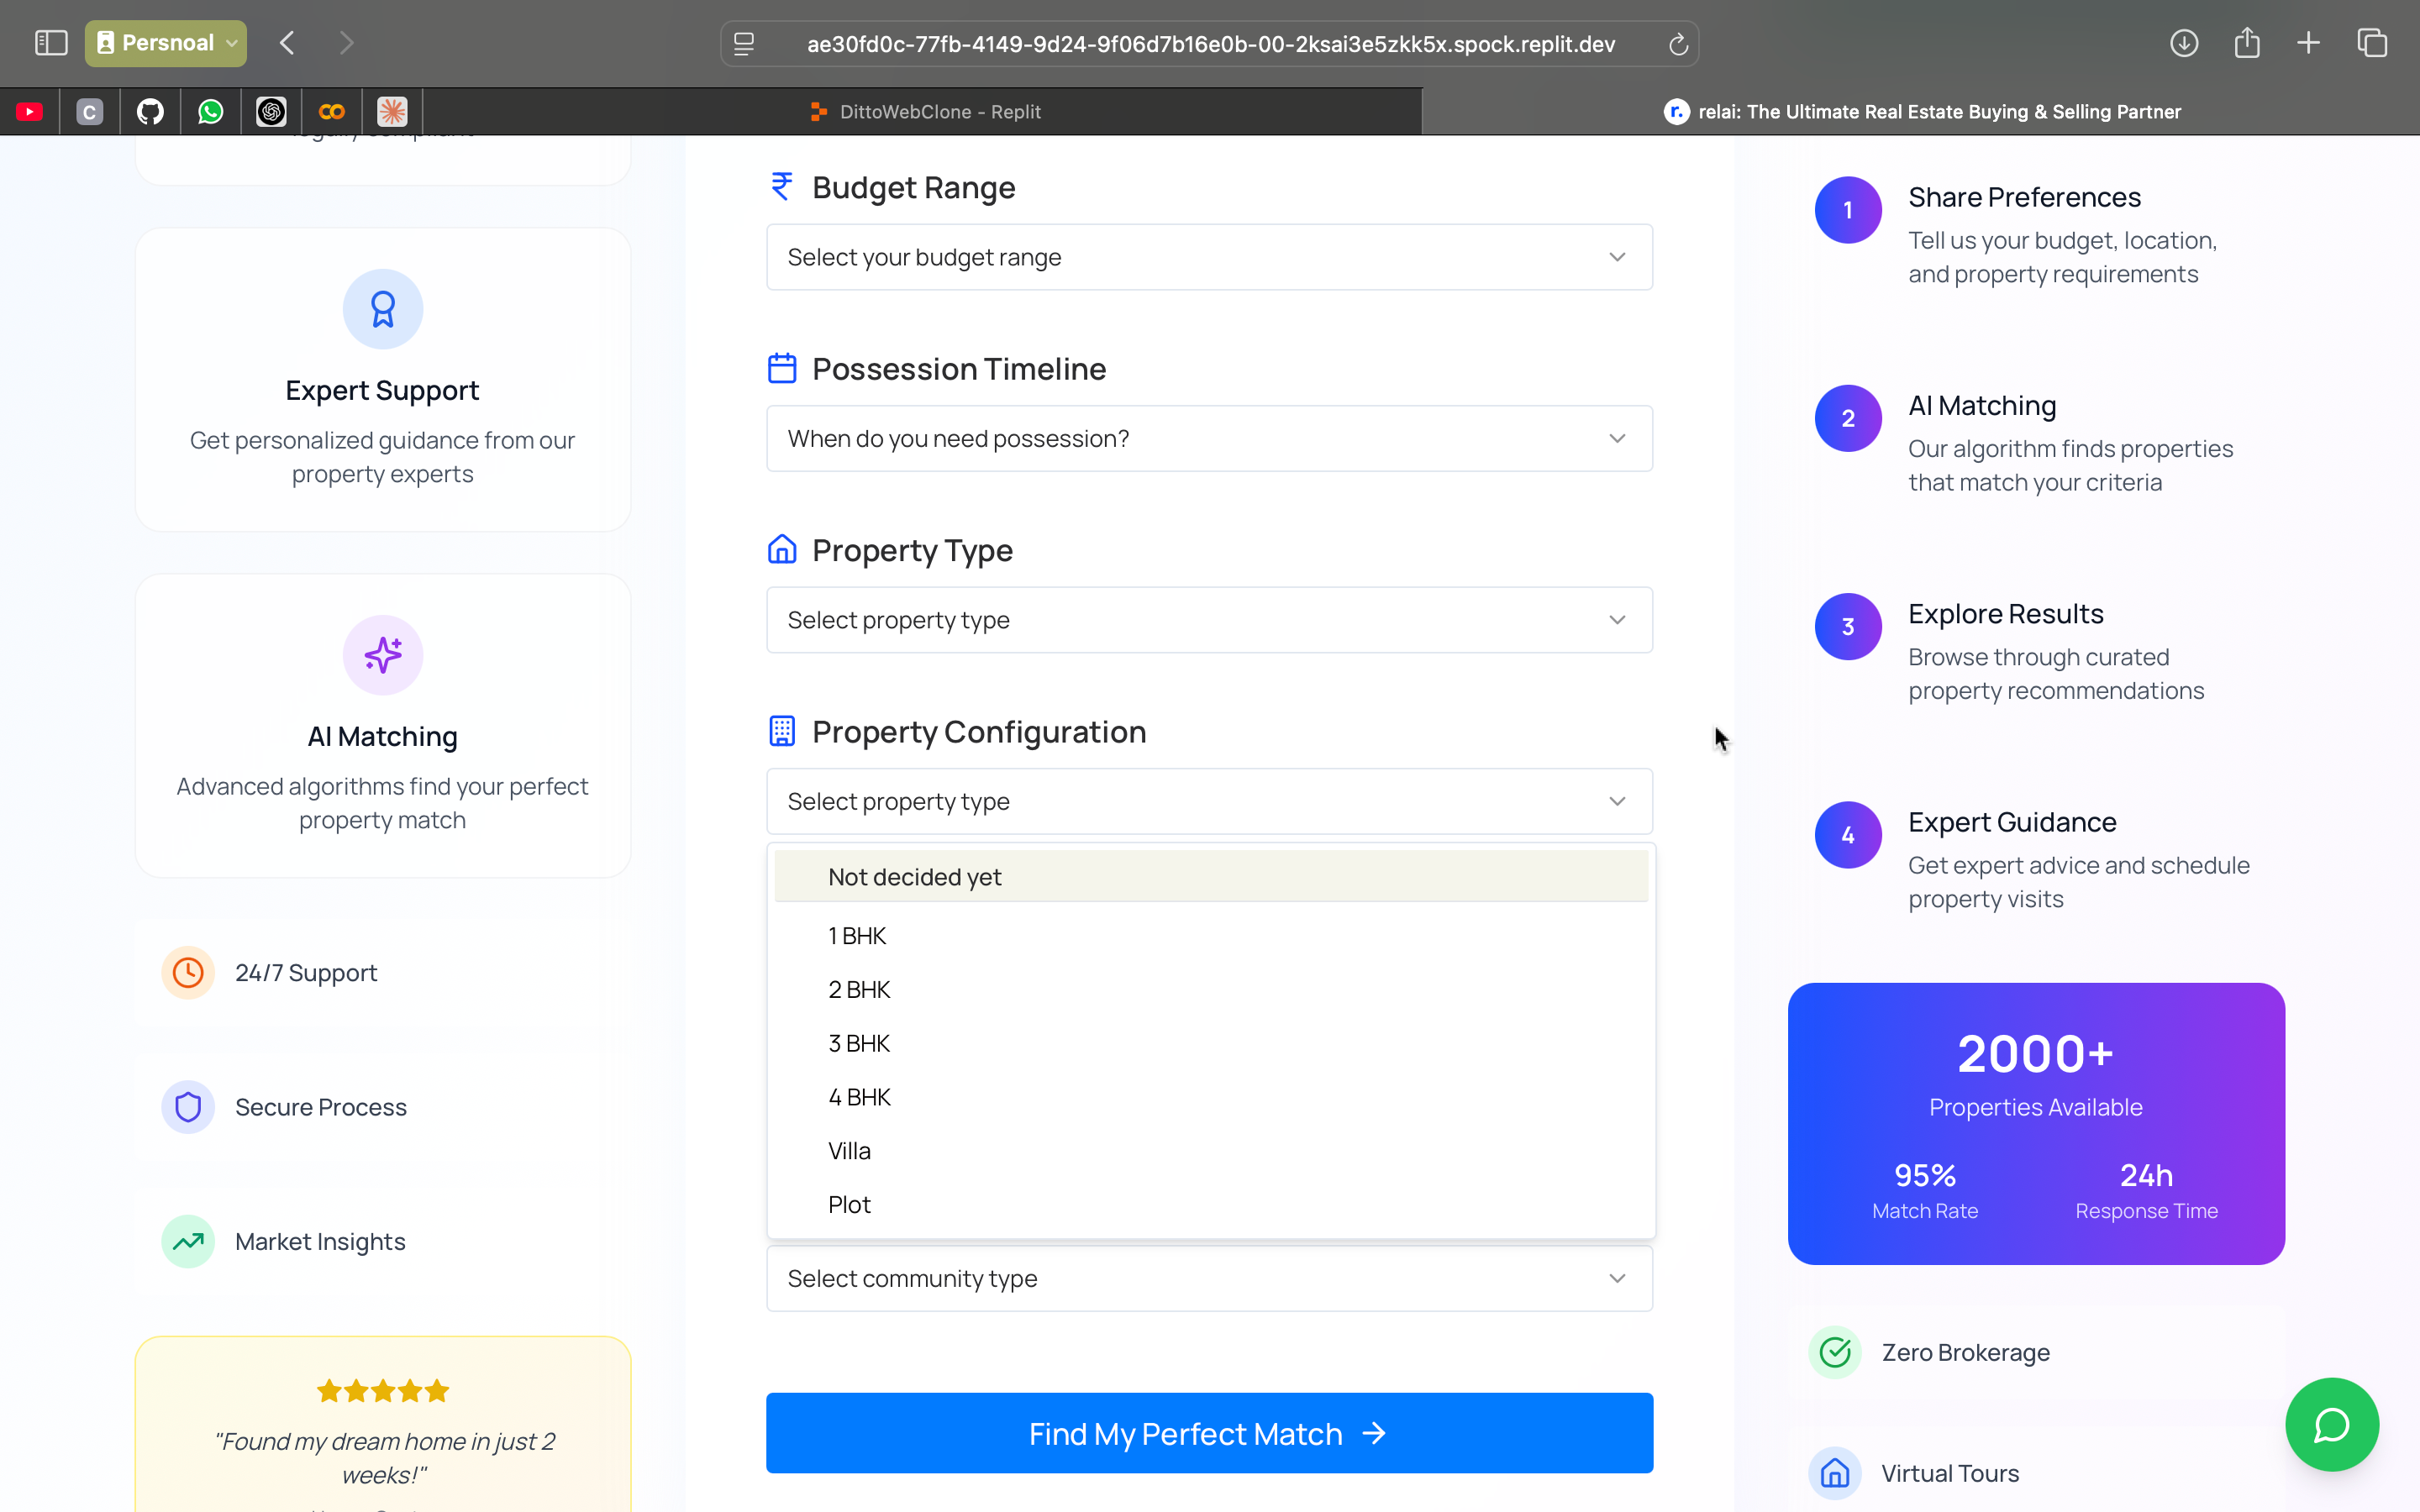 Persnoal
ae30fd0c-77fb-4149-9d24-9f06d7b16e0b-00-2ksai3e5zkk5x.spock.replit.dev
C
DittoWebClone - Replit
r.
relai: The Ultimate Real Estate Buying & Selling Partner
Expert Support
Get personalized guidance from our
property experts
AI Matching
Advanced algorithms find your perfect
property match
24/7 Support
Secure Process
Market Insights
"Found my dream home in just 2
weeks!"
Budget Range
Select your budget range
Possession Timeline
When do you need possession?
Property Type
Select property type
Property Configuration
Select property type
Not decided yet
1 BHK
2 BHK
3 BHK
4 BHK
Villa
Plot
Select community type
Find My Perfect Match
1
Share Preferences
Tell us your budget, location,
and property requirements
2
AI Matching
Our algorithm finds properties
that match your criteria
3
Explore Results
Browse through curated
property recommendations
4
Expert Guidance
Get expert advice and schedule
property visits
2000+
Properties Available
95%
Match Rate
24h
Response Time
Zero Brokerage
Virtual Tours